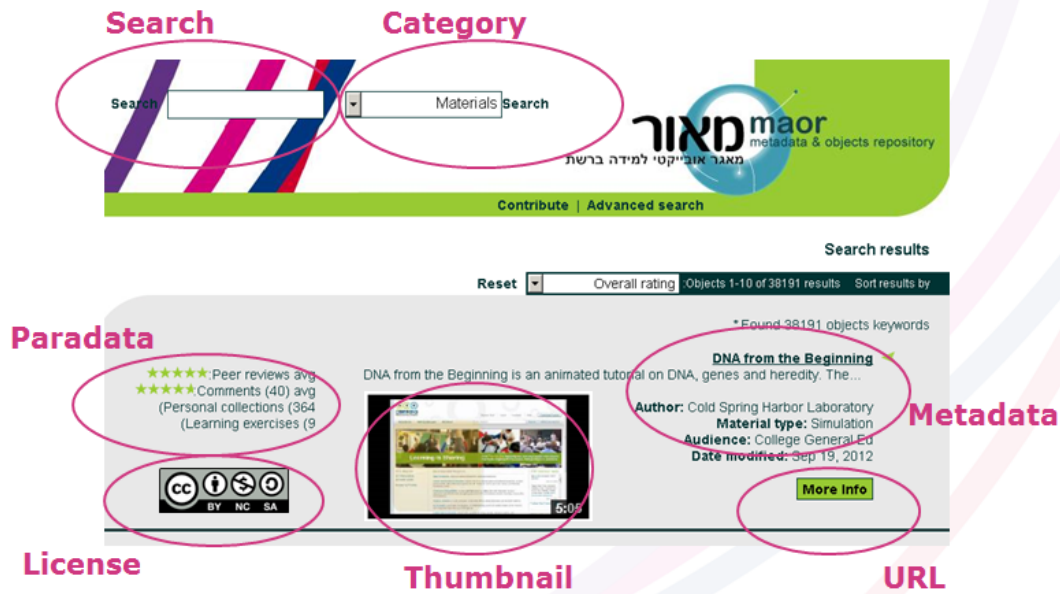 Search
Category
Search
Materials
Search
מאור
maor
metadata & objects repository
מאגר אובייקטי למידה ברשת
Contribute | Advanced search
Search results
Reset
Overall rating
:Objects 1-10 of 38191 results
Sort results by
* Found 38191 objects keywords
Paradata
DNA from the Beginning
:Peer reviews avg
DNA from the Beginning is an animated tutorial on DNA, genes and heredity. The...
:Comments (40) avg
(Personal collections (364
(Learning exercises (9
Author: Cold Spring Harbor Laboratory
Material type: Simulation
Audience: College General Ed
Date modified: Sep 19, 2012
Metadata
Learning is Sharing
5:05
More Info
cc
BY NC SA
License
Thumbnail
URL